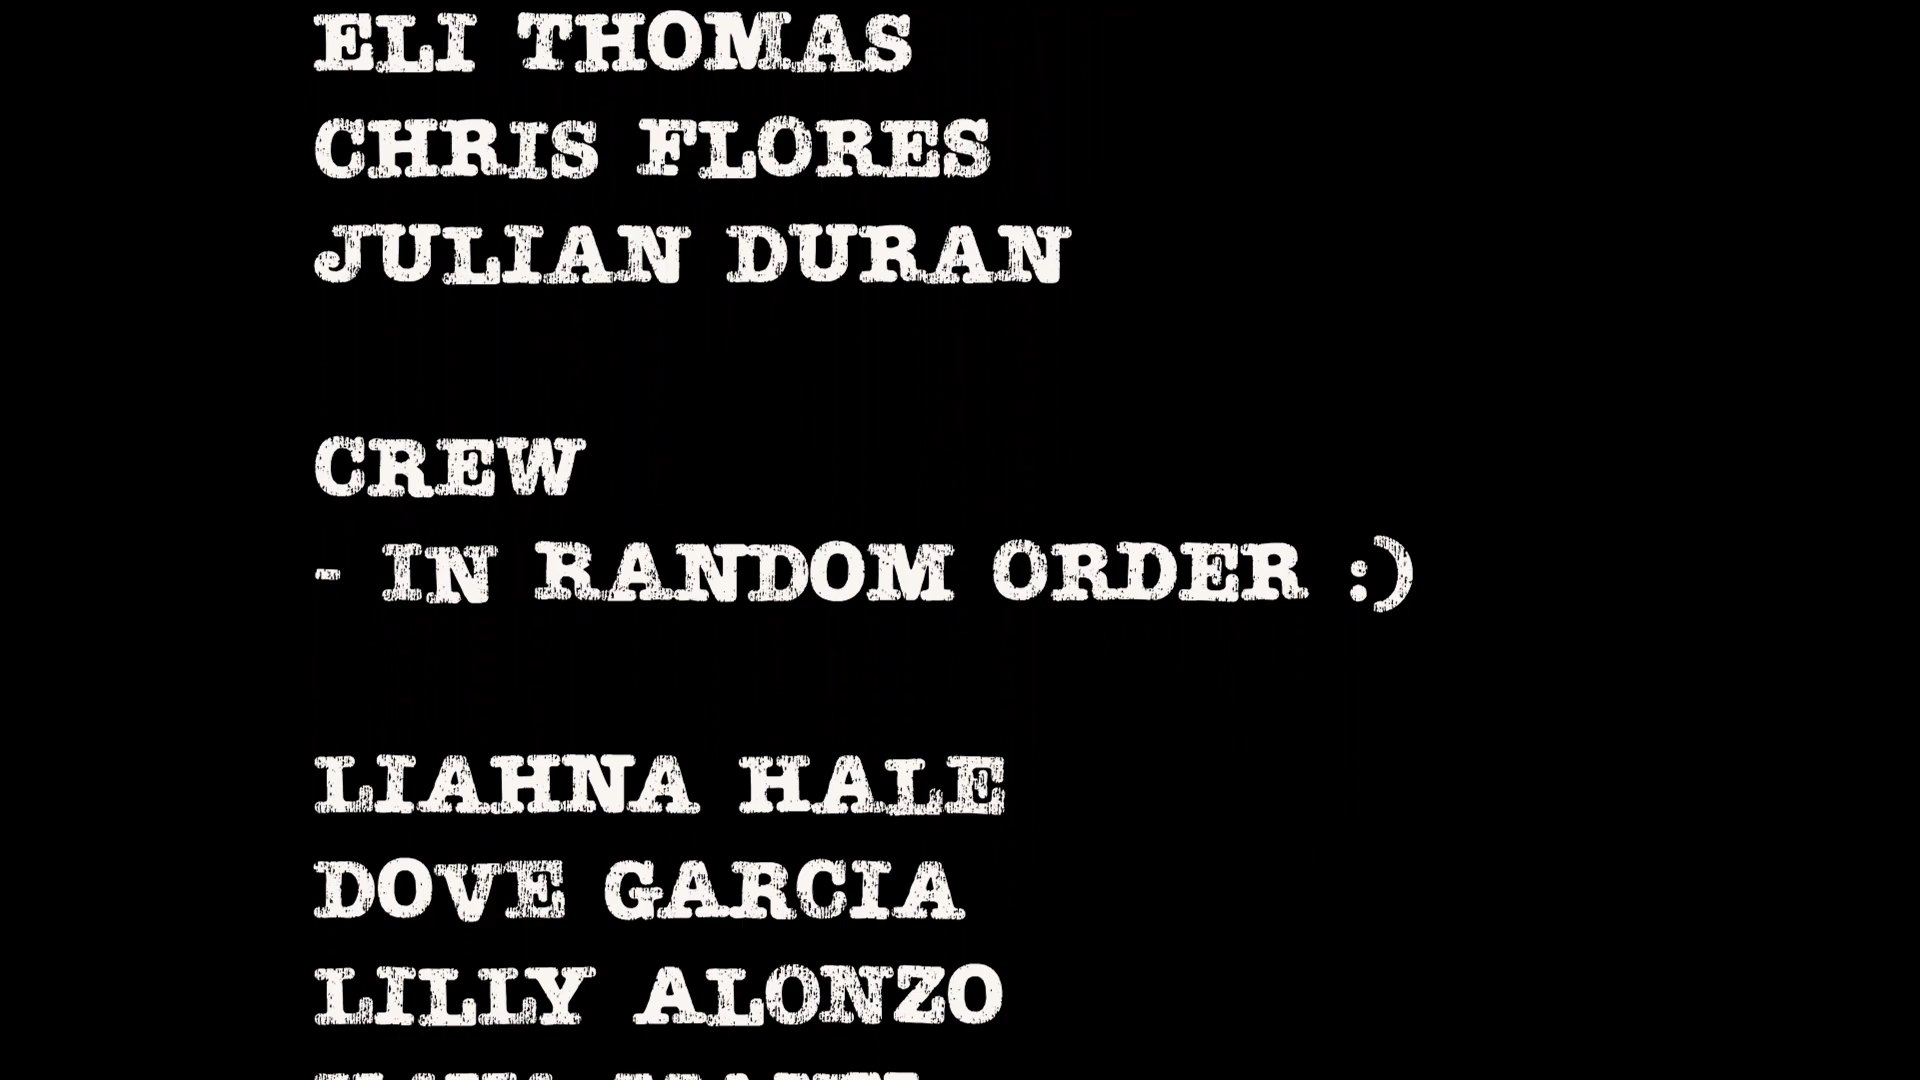 ELI THOMAS
CHRIS FLORES
JULIAN DURAN
CREW
- IN RANDOM ORDER :)
LIAHNA HALE
DOVE GARCIA
LILLY ALONZO